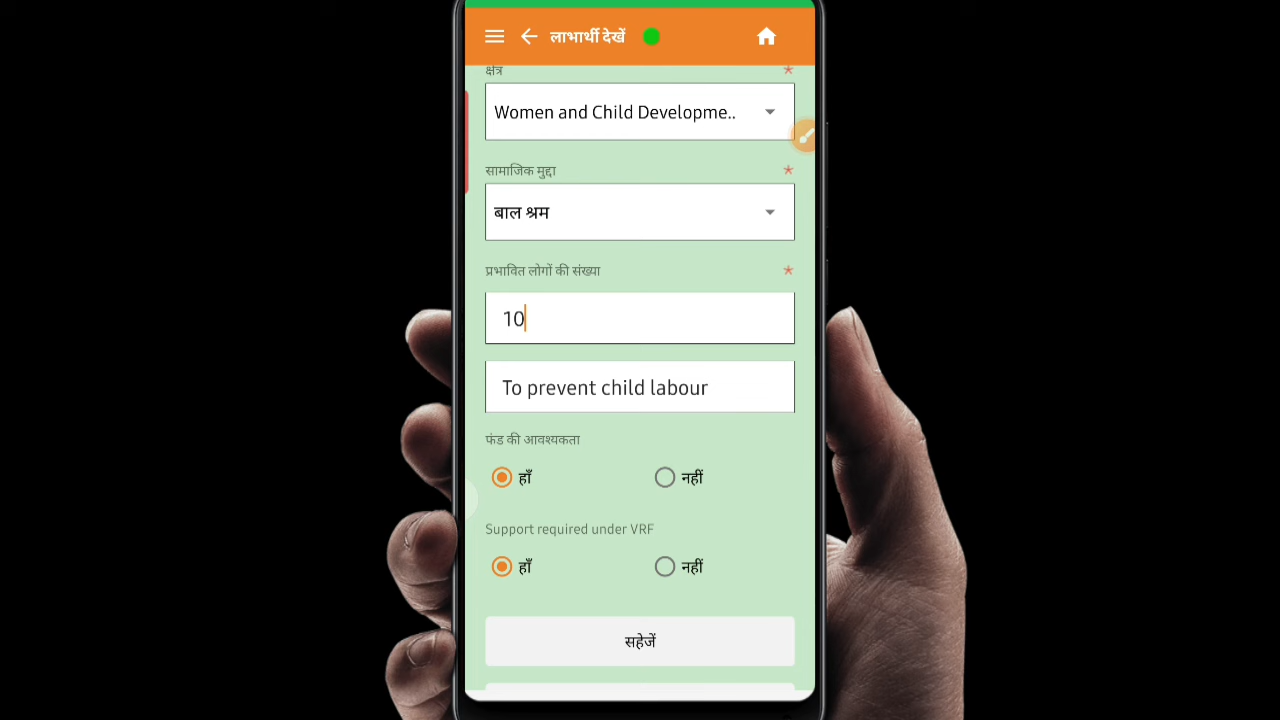 लाभार्थी देखें
क्षेत्र *
Women and Child Developme..
सामाजिक मुद्दा *
बाल श्रम
प्रभावित लोगों की संख्या *
10
To prevent child labour
फंड की आवश्यकता
हाँ नहीं
Support required under VRF
हाँ नहीं
सहेजें